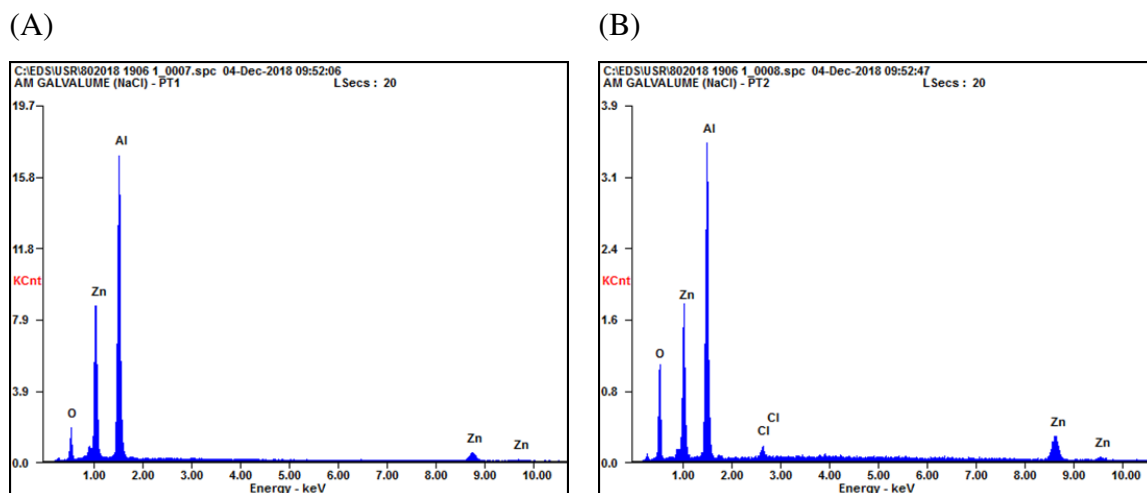 (A)
C:\EDS\USR\802018 1906 1_0007.spc 04-Dec-2018 09:52:06
AM GALVALUME (NaCl) - PT1 LSecs : 20
19.7
15.8
11.8
KCnt
7.9
3.9
0.0
Al
Zn
O
Zn
Zn
1.00 2.00 3.00 4.00 5.00 6.00 7.00 8.00 9.00 10.00
Energy - keV
(B)
C:\EDS\USR\802018 1906 1_0008.spc 04-Dec-2018 09:52:47
AM GALVALUME (NaCl) - PT2 LSecs : 20
3.9
3.1
2.4
KCnt
1.6
0.8
0.0
Al
Zn
O
Cl
Cl
Zn
Zn
1.00 2.00 3.00 4.00 5.00 6.00 7.00 8.00 9.00 10.00
Energy - keV